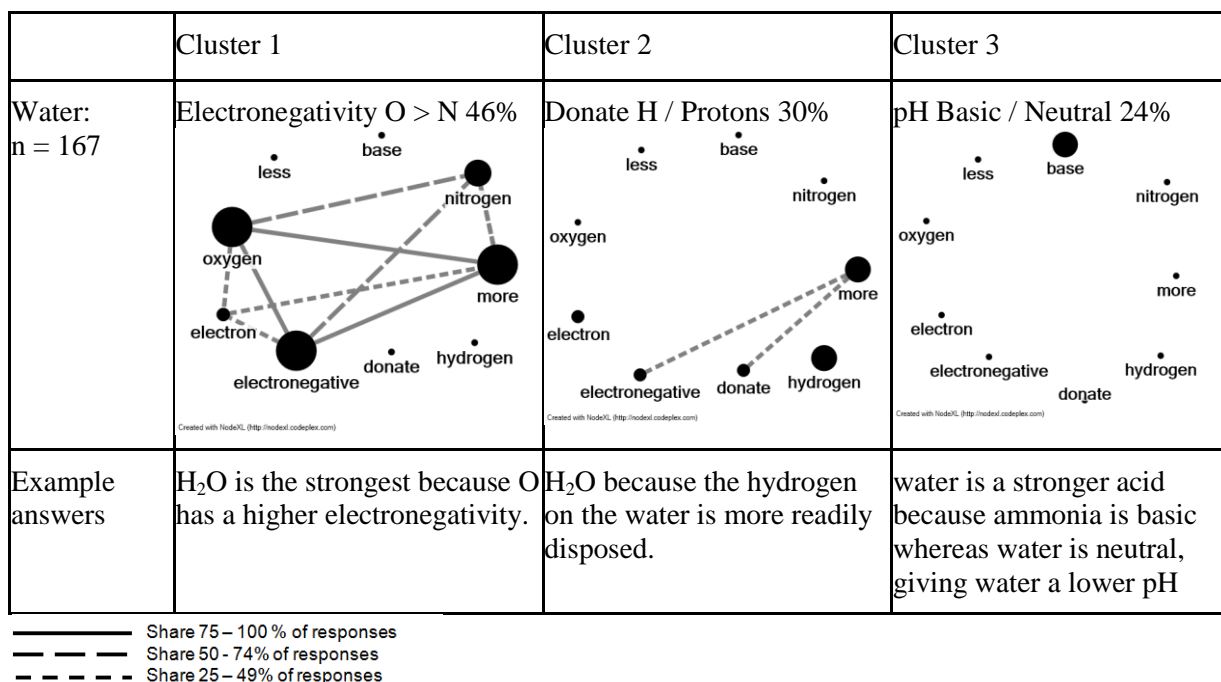 Cluster 1
Cluster 2
Cluster 3
Water:
n = 167
Electronegativity O > N 46%
base
less
nitrogen
oxygen
more
electron
electronegative
donate
hydrogen
Created with NodeXL (http://nodexl.codeplex.com)
Donate H / Protons 30%
base
less
nitrogen
oxygen
more
electron
electronegative
donate
hydrogen
Created with NodeXL (http://nodexl.codeplex.com)
pH Basic / Neutral 24%
base
less
nitrogen
oxygen
more
electron
electronegative
hydrogen
donate
Created with NodeXL (http://nodexl.codeplex.com)
Example
answers
H₂O is the strongest because O
has a higher electronegativity.
H₂O because the hydrogen
on the water is more readily
disposed.
water is a stronger acid
because ammonia is basic
whereas water is neutral,
giving water a lower pH
Share 75 – 100 % of responses
Share 50 - 74% of responses
Share 25 – 49% of responses